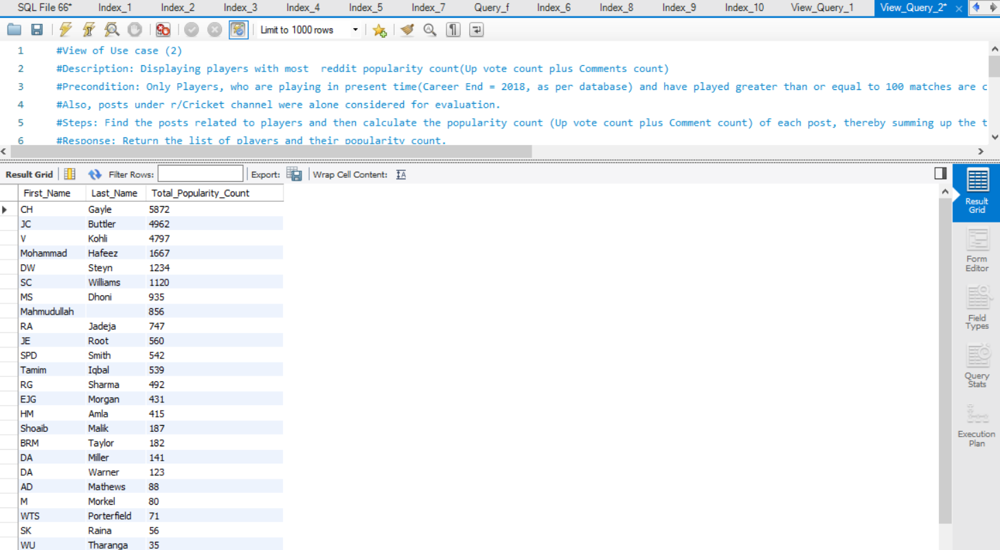 SQL File 66* Index_1 Index_2 Index_3 Index_4 Index_5 Index_7 Query_f Index_6 Index_8 Index_9 Index_10 View_Query_1 View_Query_2*
Limit to 1000 rows
1 #View of Use case (2)
2 #Description: Displaying players with most  reddit popularity count(Up vote count plus Comments count)
3 #Precondition: Only Players, who are playing in present time(Career End = 2018, as per database) and have played greater than or equal to 100 matches are c
4 #Also, posts under r/Cricket channel were alone considered for evaluation.
5 #Steps: Find the posts related to players and then calculate the popularity count (Up vote count plus Comment count) of each post, thereby summing up the t
6 #Response: Return the list of players and their popularity count.
Result Grid Filter Rows: Export: Wrap Cell Content: IA
First_Name Last_Name Total_Popularity_Count
CH Gayle 5872
JC Buttler 4962
V Kohli 4797
Mohammad Hafeez 1667
DW Steyn 1234
SC Williams 1120
MS Dhoni 935
Mahmudullah 856
RA Jadeja 747
JE Root 560
SPD Smith 542
Tamim Iqbal 539
RG Sharma 492
EJG Morgan 431
HM Amla 415
Shoaib Malik 187
BRM Taylor 182
DA Miller 141
DA Warner 123
AD Mathews 88
M Morkel 80
WTS Porterfield 71
SK Raina 56
WU Tharanga 35
Result
Grid
Form
Editor
Field
Types
Query
Stats
Execution
Plan